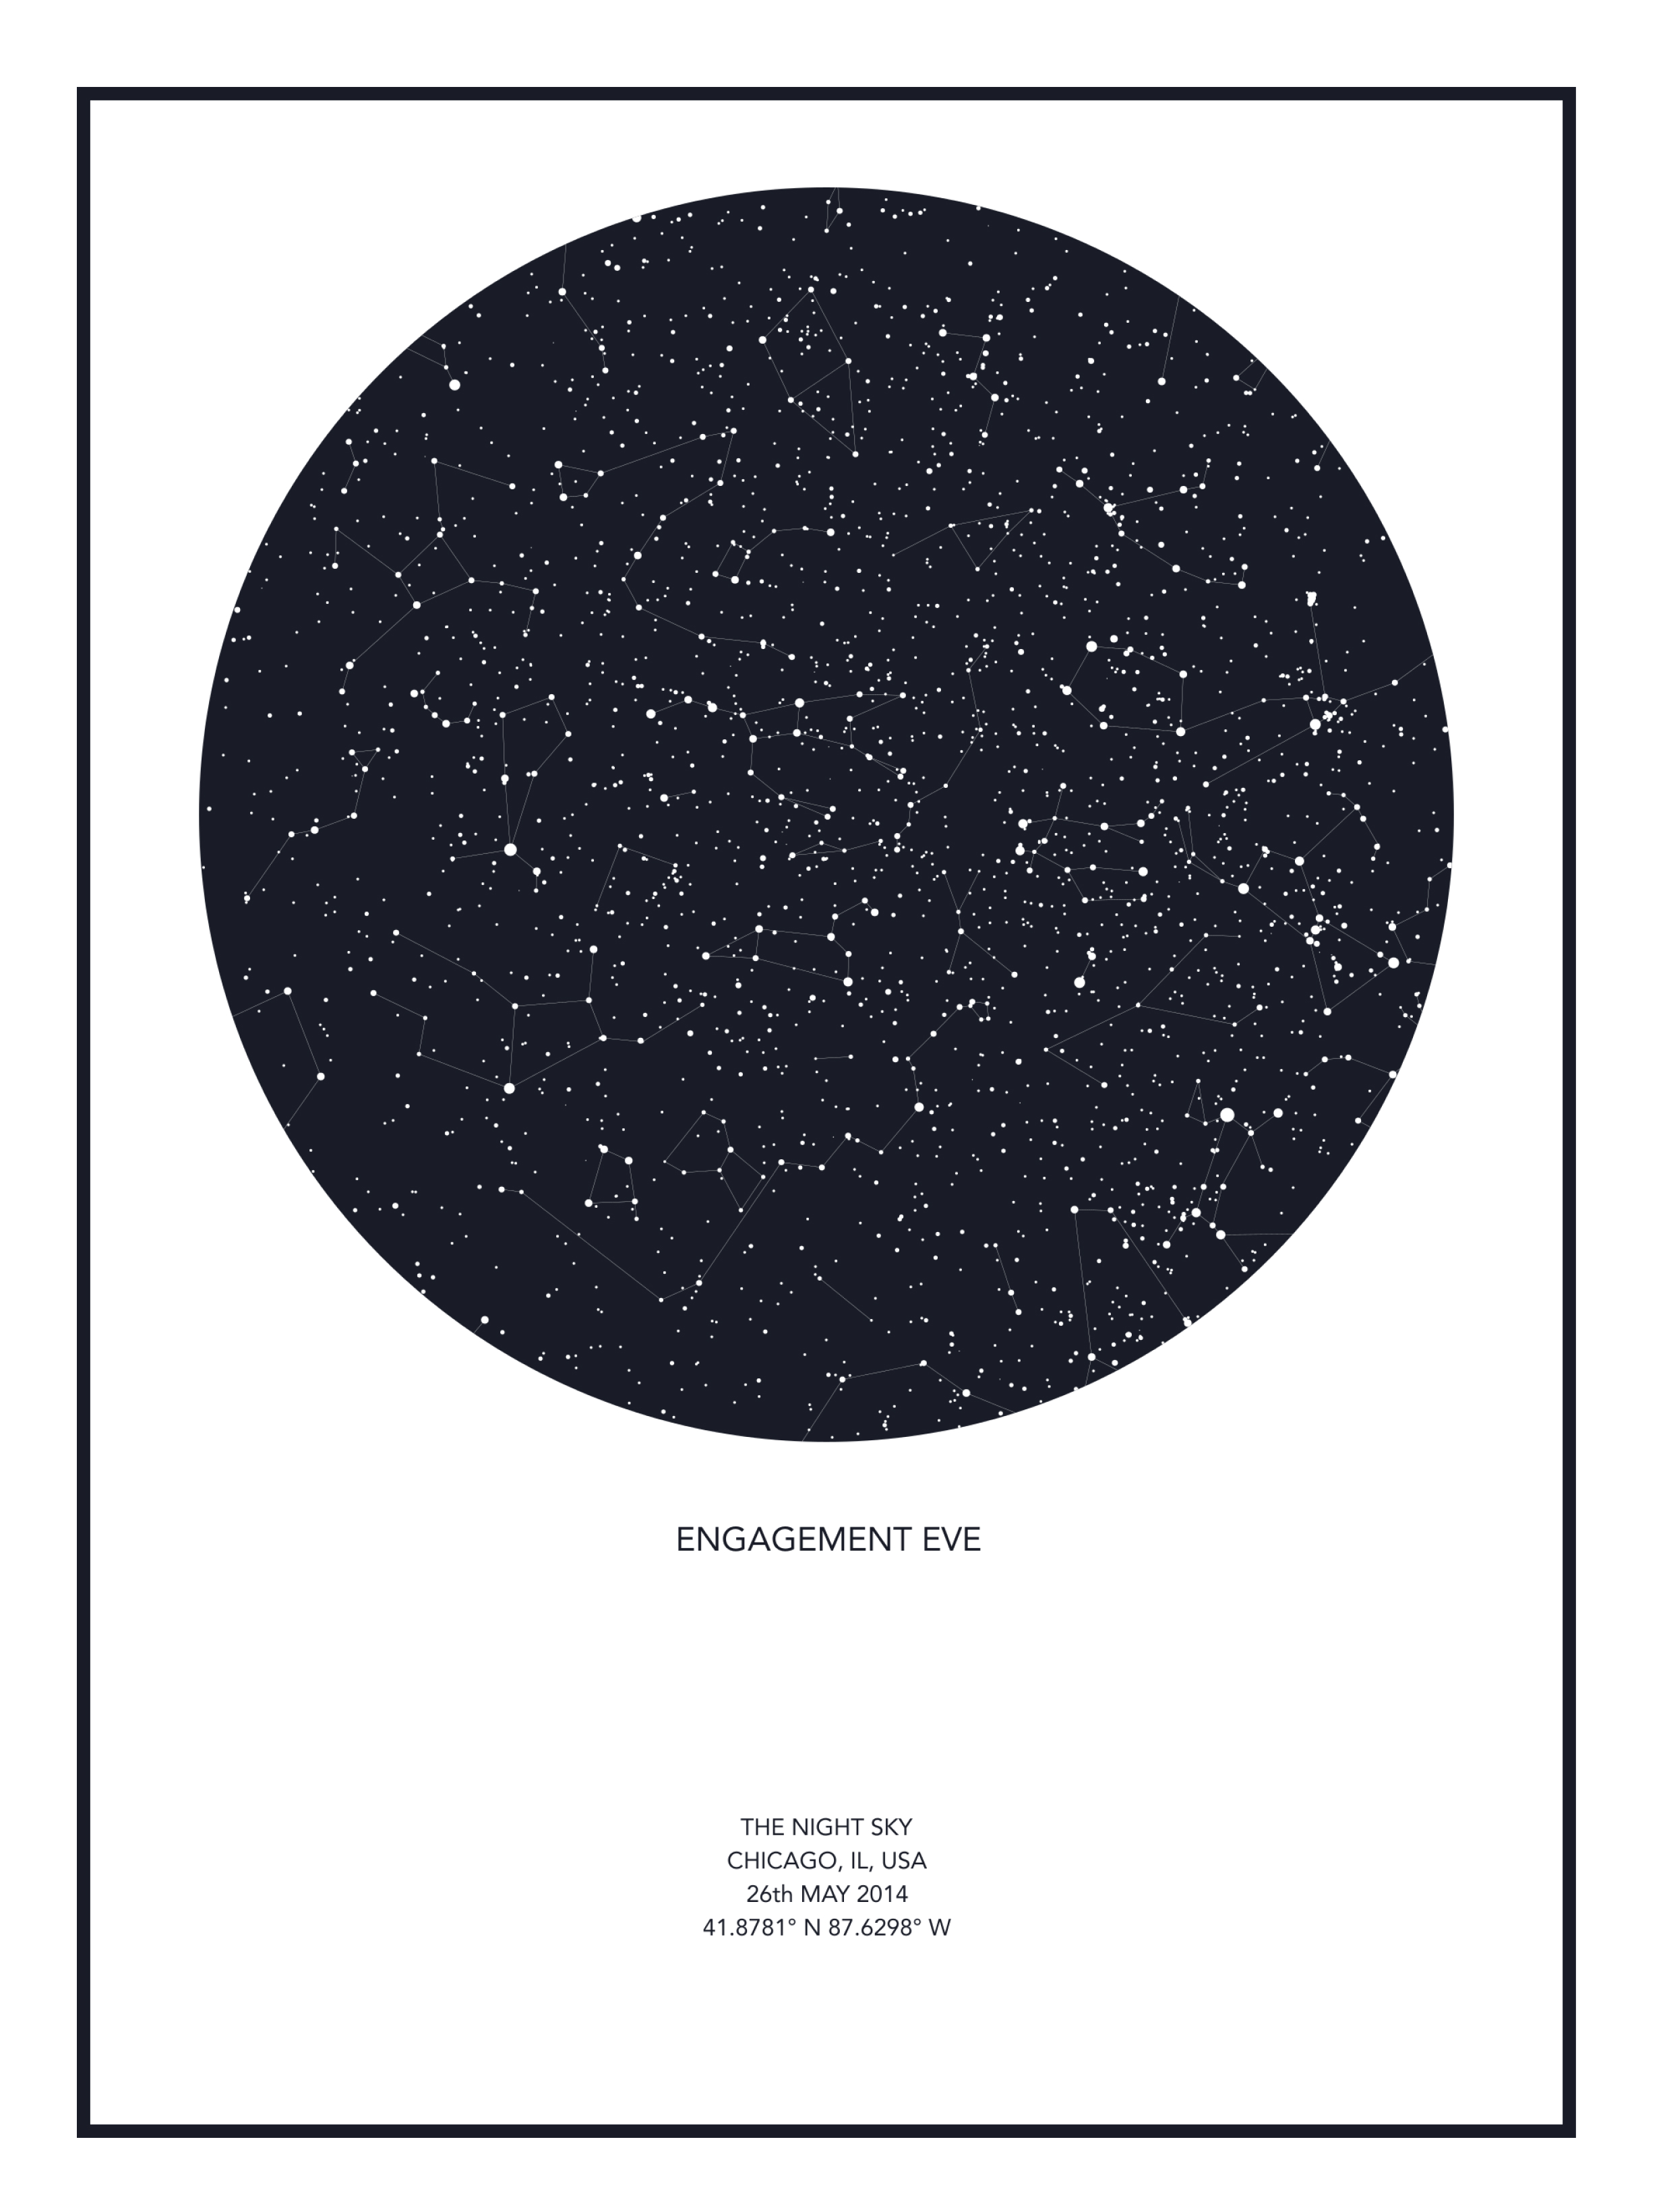 ENGAGEMENT EVE
THE NIGHT SKY
CHICAGO, IL, USA
26th MAY 2014
41.8781° N 87.6298° W